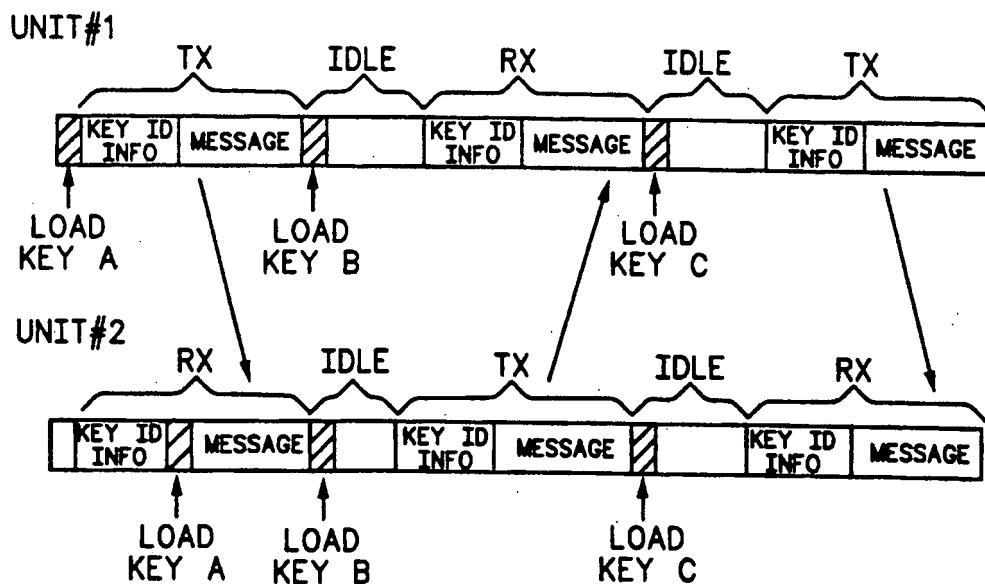 UNIT#1
TX IDLE RX IDLE TX
KEY ID INFO MESSAGE KEY ID INFO MESSAGE KEY ID INFO MESSAGE
LOAD KEY A LOAD KEY B LOAD KEY C
UNIT#2
RX IDLE TX IDLE RX
KEY ID INFO MESSAGE KEY ID INFO MESSAGE KEY ID INFO MESSAGE
LOAD KEY A LOAD KEY B LOAD KEY C